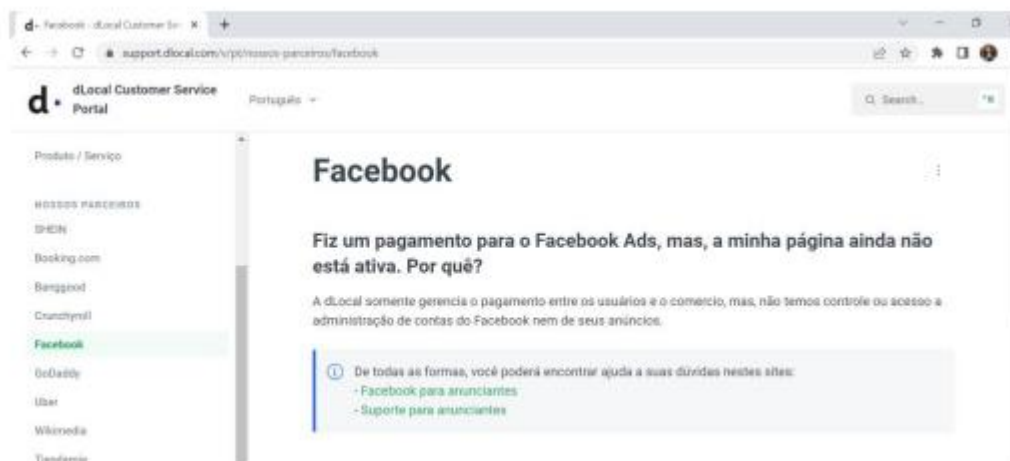 d- Facebook - dLocal Customer Ser
support.dlocal.com/v/pt/nossos-parceiros/facebook
d· dLocal Customer Service
Portal
Português
Search...
Produto / Serviço
NOSSOS PARCEIROS
SHEIN
Booking.com
Banggood
Crunchyroll
Facebook
GoDaddy
Uber
Wikimedia
Facebook
Fiz um pagamento para o Facebook Ads, mas, a minha página ainda não
está ativa. Por quê?
A dLocal somente gerencia o pagamento entre os usuários e o comercio, mas, não temos controle ou acesso a
administração de contas do Facebook nem de seus anúncios.
De todas as formas, você poderá encontrar ajuda a suas dúvidas nestes sites:
- Facebook para anunciantes
- Suporte para anunciantes